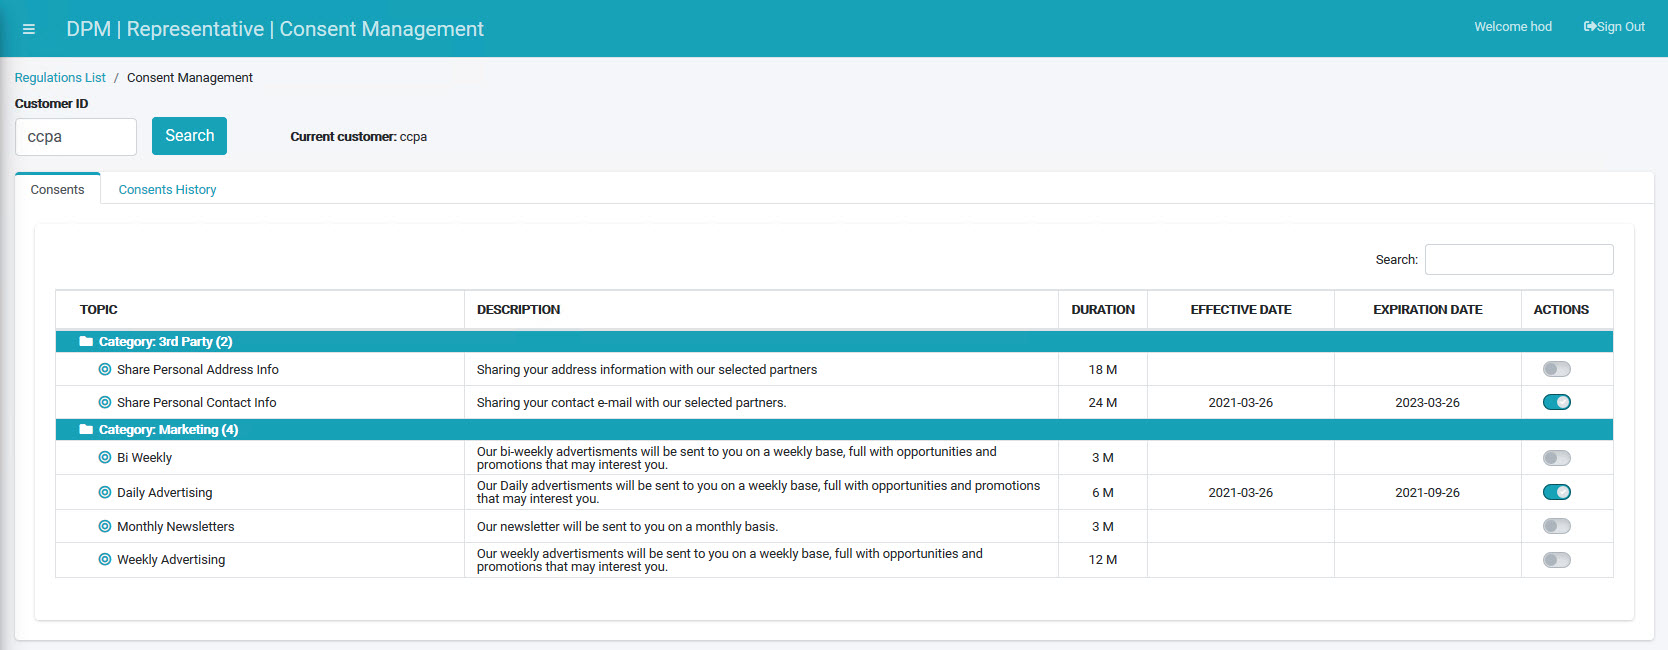 DPM | Representative | Consent Management
Welcome hod
Sign Out
Regulations List / Consent Management
Customer ID
ccpa
Search
Current customer: ccpa
Consents
Consents History
Search:
TOPIC DESCRIPTION DURATION EFFECTIVE DATE EXPIRATION DATE ACTIONS
Category: 3rd Party (2)
Share Personal Address Info Sharing your address information with our selected partners 18 M
Share Personal Contact Info Sharing your contact e-mail with our selected partners. 24 M 2021-03-26 2023-03-26
Category: Marketing (4)
Bi Weekly
Our bi-weekly advertisments will be sent to you on a weekly base, full with opportunities and
promotions that may interest you.
3 M
Daily Advertising
Our Daily advertisments will be sent to you on a weekly base, full with opportunities and promotions
that may interest you.
6 M 2021-03-26 2021-09-26
Monthly Newsletters Our newsletter will be sent to you on a monthly basis. 3 M
Weekly Advertising
Our weekly advertisments will be sent to you on a weekly base, full with opportunities and
promotions that may interest you.
12 M